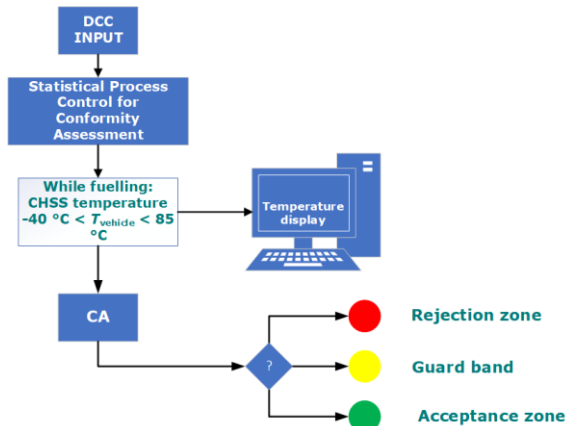 DCC
INPUT
Statistical Process
Control for
Conformity
Assessment
While fuelling:
CHSS temperature
-40 °C < Tvehicle < 85
°C
Temperature
display
CA
?
Rejection zone
Guard band
Acceptance zone